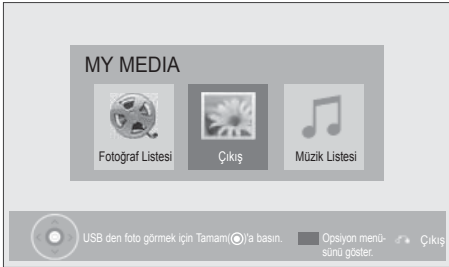 MY MEDIA
Fotoğraf Listesi
Çıkış
Müzik Listesi
USB den foto görmek için Tamam(◉)'a basın.
Opsiyon menü-
sünü göster.
Çıkış